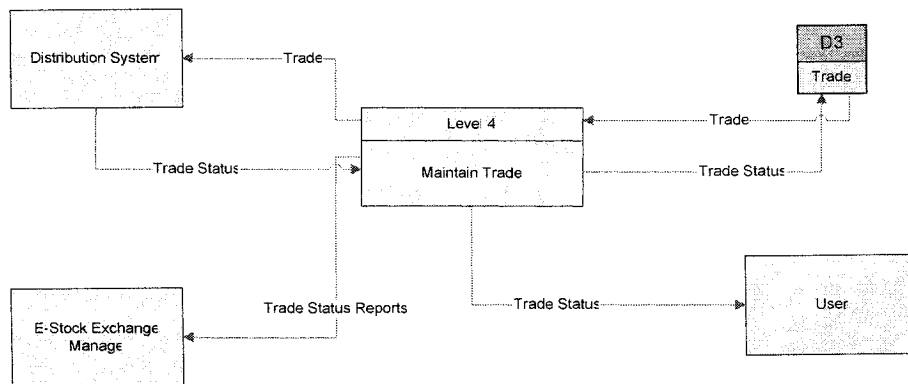 Distribution System
Trade
D3
Trade
Level 4
Trade
Trade Status
Maintain Trade
Trade Status
Trade Status Reports
Trade Status
User
E-Stock Exchange
Manage